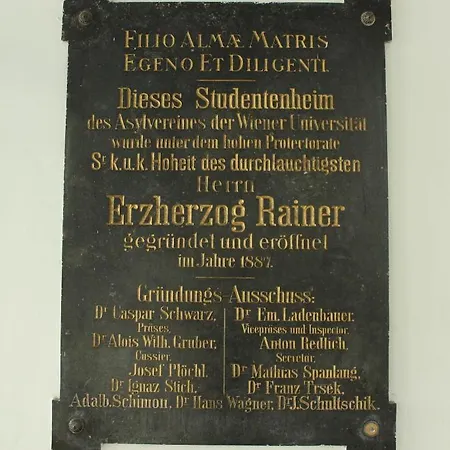 FILIO ALMÆ MATRIS
EGENO ET DILIGENTI.
Dieses Studentenheim
des Asylvereines der Wiener Universität
wurde unter dem hohen Protectorate
Sr k.u.k. Hoheit des durchlauchtigsten
Herrn
Erzherzog Rainer
gegründet und eröffnet
im Jahre 1887.
Gründungs-Ausschuss:
Dr Caspar Schwarz,
Präses,
Dr Alois Wilh. Gruber,
Cassier,
Josef Plöchl,
Dr Ignaz Stich,
Dr Em. Ladenbauer,
Vicepräses und Inspector,
Anton Redlich,
Secretär,
Dr Mathias Spanlang,
Dr Franz Trsek,
Adalb. Schimon, Dr Hans Wagner, Dr J. Schnitschik.